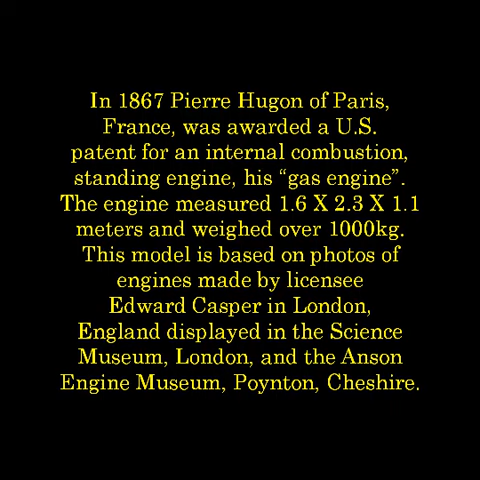 In 1867 Pierre Hugon of Paris,
France, was awarded a U.S.
patent for an internal combustion,
standing engine, his “gas engine”.
The engine measured 1.6 X 2.3 X 1.1
meters and weighed over 1000kg.
This model is based on photos of
engines made by licensee
Edward Casper in London,
England displayed in the Science
Museum, London, and the Anson
Engine Museum, Poynton, Cheshire.